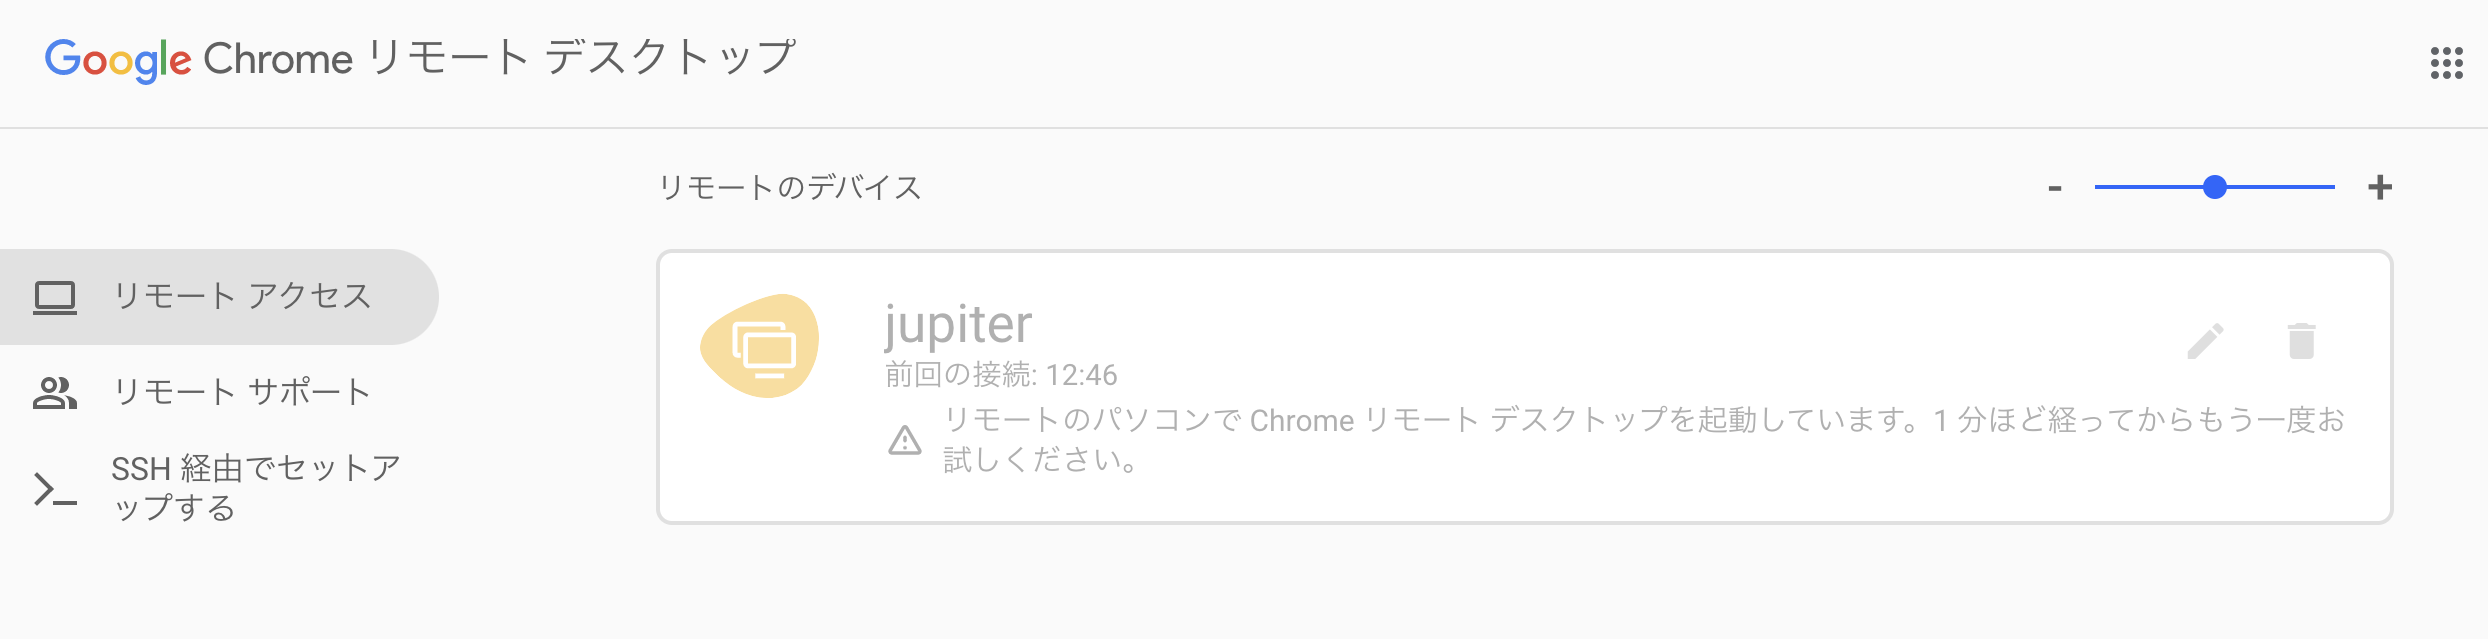 Google Chrome リモート デスクトップ
リモートのデバイス
- +
リモート アクセス
リモート サポート
SSH 経由でセットア
ップする
jupiter
前回の接続: 12:46
リモートのパソコンで Chrome リモート デスクトップを起動しています。1 分ほど経ってからもう一度お
試しください。